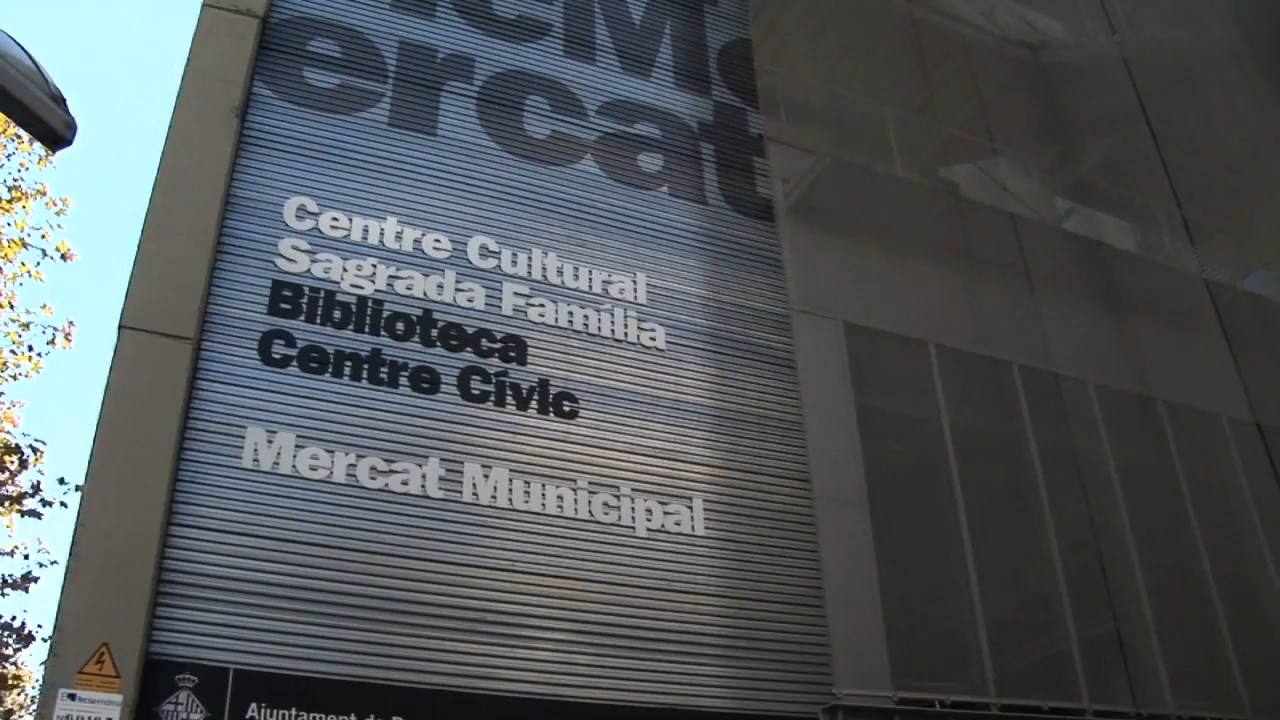 ercat
Centre Cultural
Sagrada Família
Biblioteca
Centre Cívic
Mercat Municipal
Ajuntament de